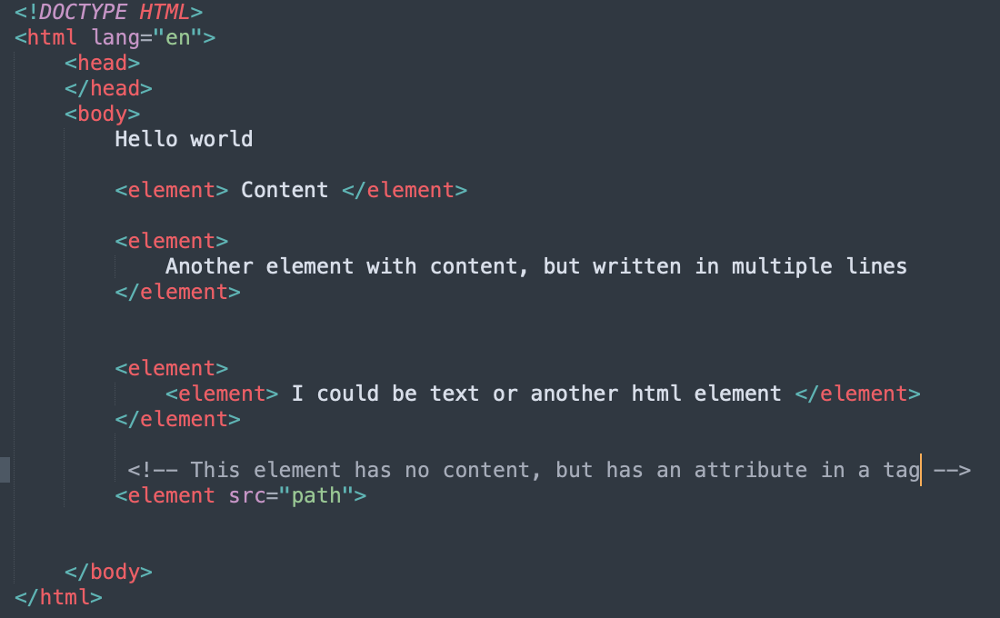 <!DOCTYPE HTML>
<html lang="en">
    <head>
    </head>
    <body>
        Hello world
        <element> Content </element>
        <element>
            Another element with content, but written in multiple lines
        </element>
        <element>
            <element> I could be text or another html element </element>
        </element>
         <!-- This element has no content, but has an attribute in a tag -->
        <element src="path">
    </body>
</html>